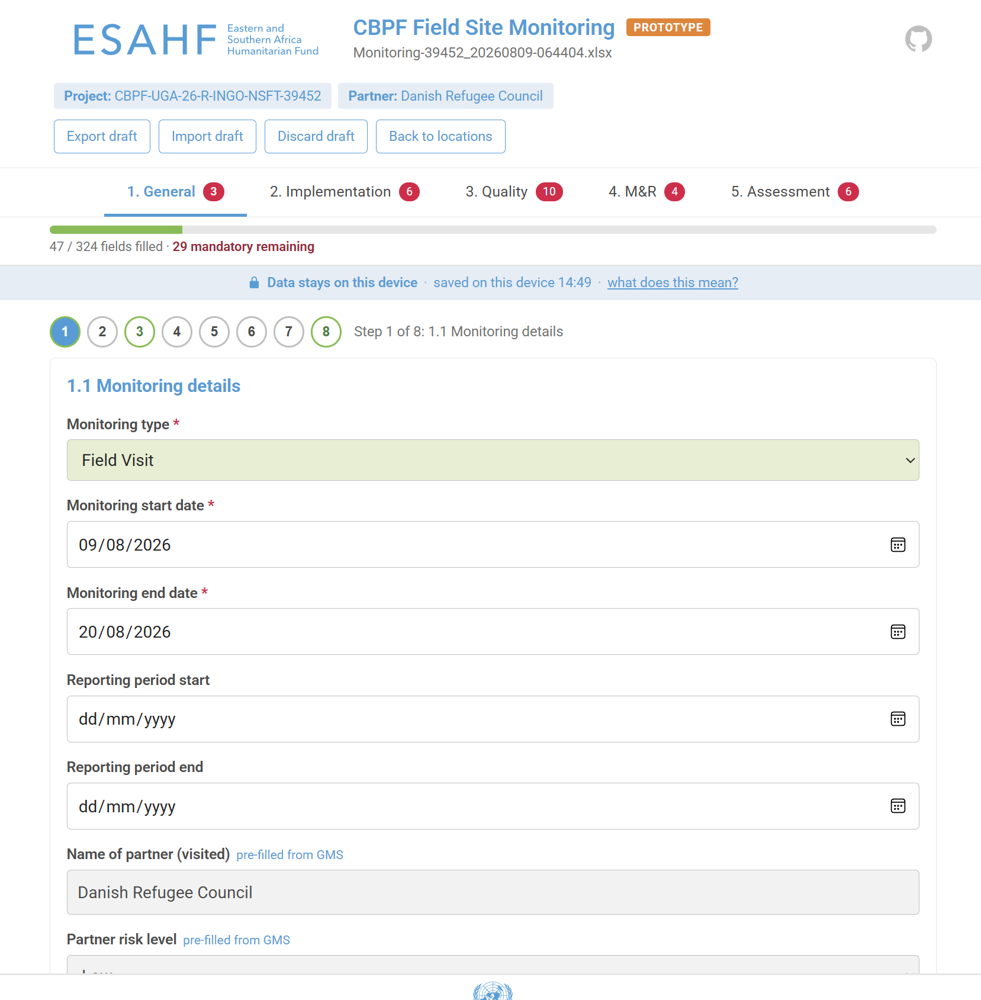 ESAHF
Eastern and
Southern Africa
Humanitarian Fund
CBPF Field Site Monitoring
PROTOTYPE
Monitoring-39452_20260809-064404.xlsx
Project: CBPF-UGA-26-R-INGO-NSFT-39452
Partner: Danish Refugee Council
Export draft
Import draft
Discard draft
Back to locations
1. General 3
2. Implementation 6
3. Quality 10
4. M&R 4
5. Assessment 6
47 / 324 fields filled · 29 mandatory remaining
Data stays on this device · saved on this device 14:49 · what does this mean?
1 2 3 4 5 6 7 8 Step 1 of 8: 1.1 Monitoring details
1.1 Monitoring details
Monitoring type *
Field Visit
Monitoring start date *
09/08/2026
Monitoring end date *
20/08/2026
Reporting period start
dd/mm/yyyy
Reporting period end
dd/mm/yyyy
Name of partner (visited) pre-filled from GMS
Danish Refugee Council
Partner risk level pre-filled from GMS